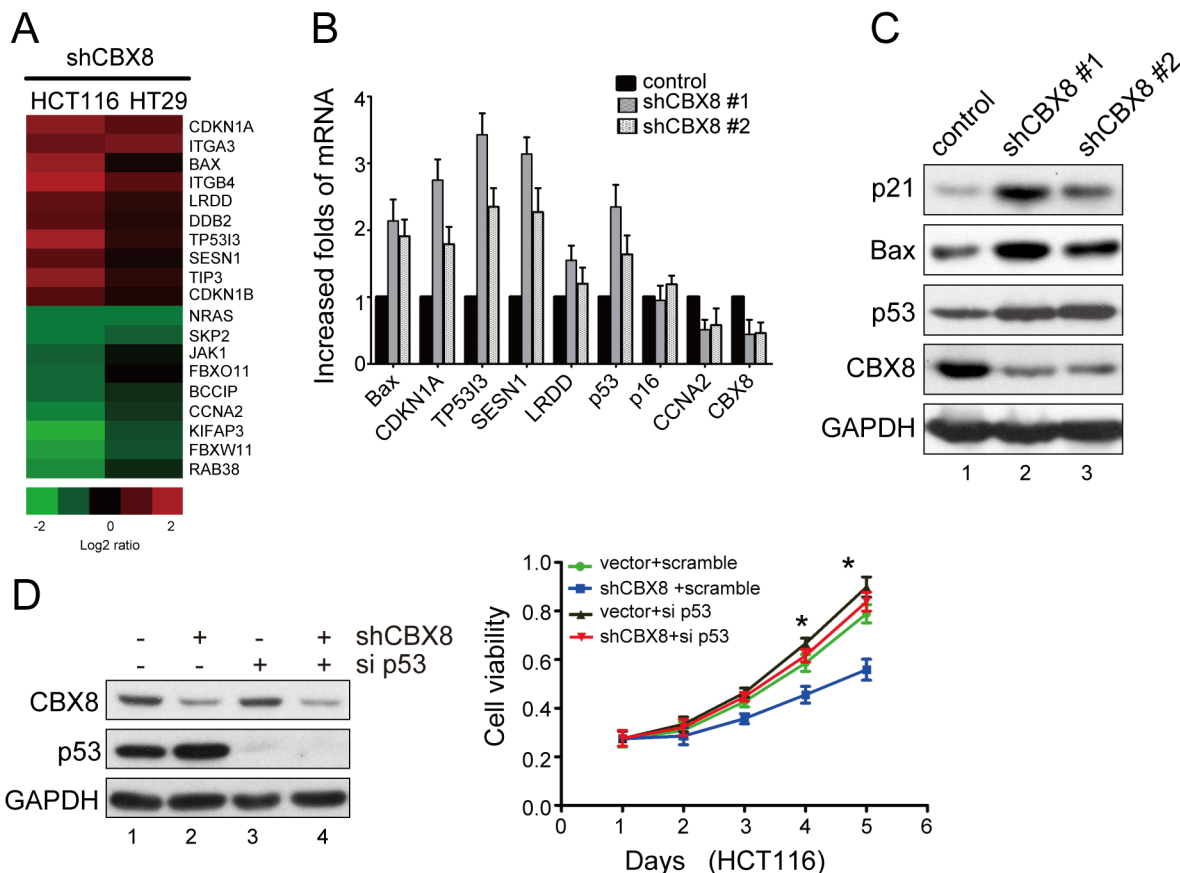 A
shCBX8
HCT116 HT29
CDKN1A
ITGA3
BAX
ITGB4
LRDD
DDB2
TP53I3
SESN1
TIP3
CDKN1B
NRAS
SKP2
JAK1
FBXO11
BCCIP
CCNA2
KIFAP3
FBXW11
RAB38
-2 0 2
Log2 ratio
B
control
shCBX8 #1
shCBX8 #2
Increased folds of mRNA
4
3
2
1
0
Bax CDKN1A TP53I3 SESN1 LRDD p53 p16 CCNA2 CBX8
C
control shCBX8 #1 shCBX8 #2
p21
Bax
p53
CBX8
GAPDH
1 2 3
D
- + - + shCBX8
- - + + si p53
CBX8
p53
GAPDH
1 2 3 4
vector+scramble
shCBX8 +scramble
vector+si p53
shCBX8+si p53
* *
Cell viability
1.0
0.8
0.6
0.4
0.2
0.0
0 1 2 3 4 5 6
Days (HCT116)